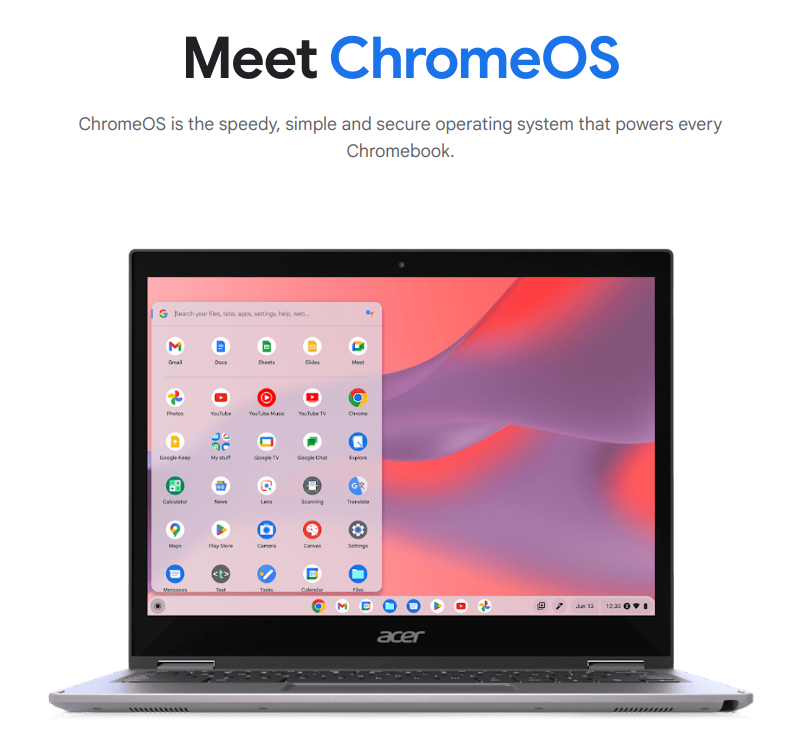 Meet ChromeOS
ChromeOS is the speedy, simple and secure operating system that powers every
Chromebook.
Search your files, tabs, apps, settings, help, web...
Gmail Docs Sheets Slides Meet
Photos YouTube YouTube Music YouTube TV Chrome
Google Keep My stuff Google TV Google Chat Explore
Calculator News Lens Scanning Translate
Maps Play Store Camera Canvas Settings
Messages Text Tasks Calendar Files
Jun 12 12:30
acer